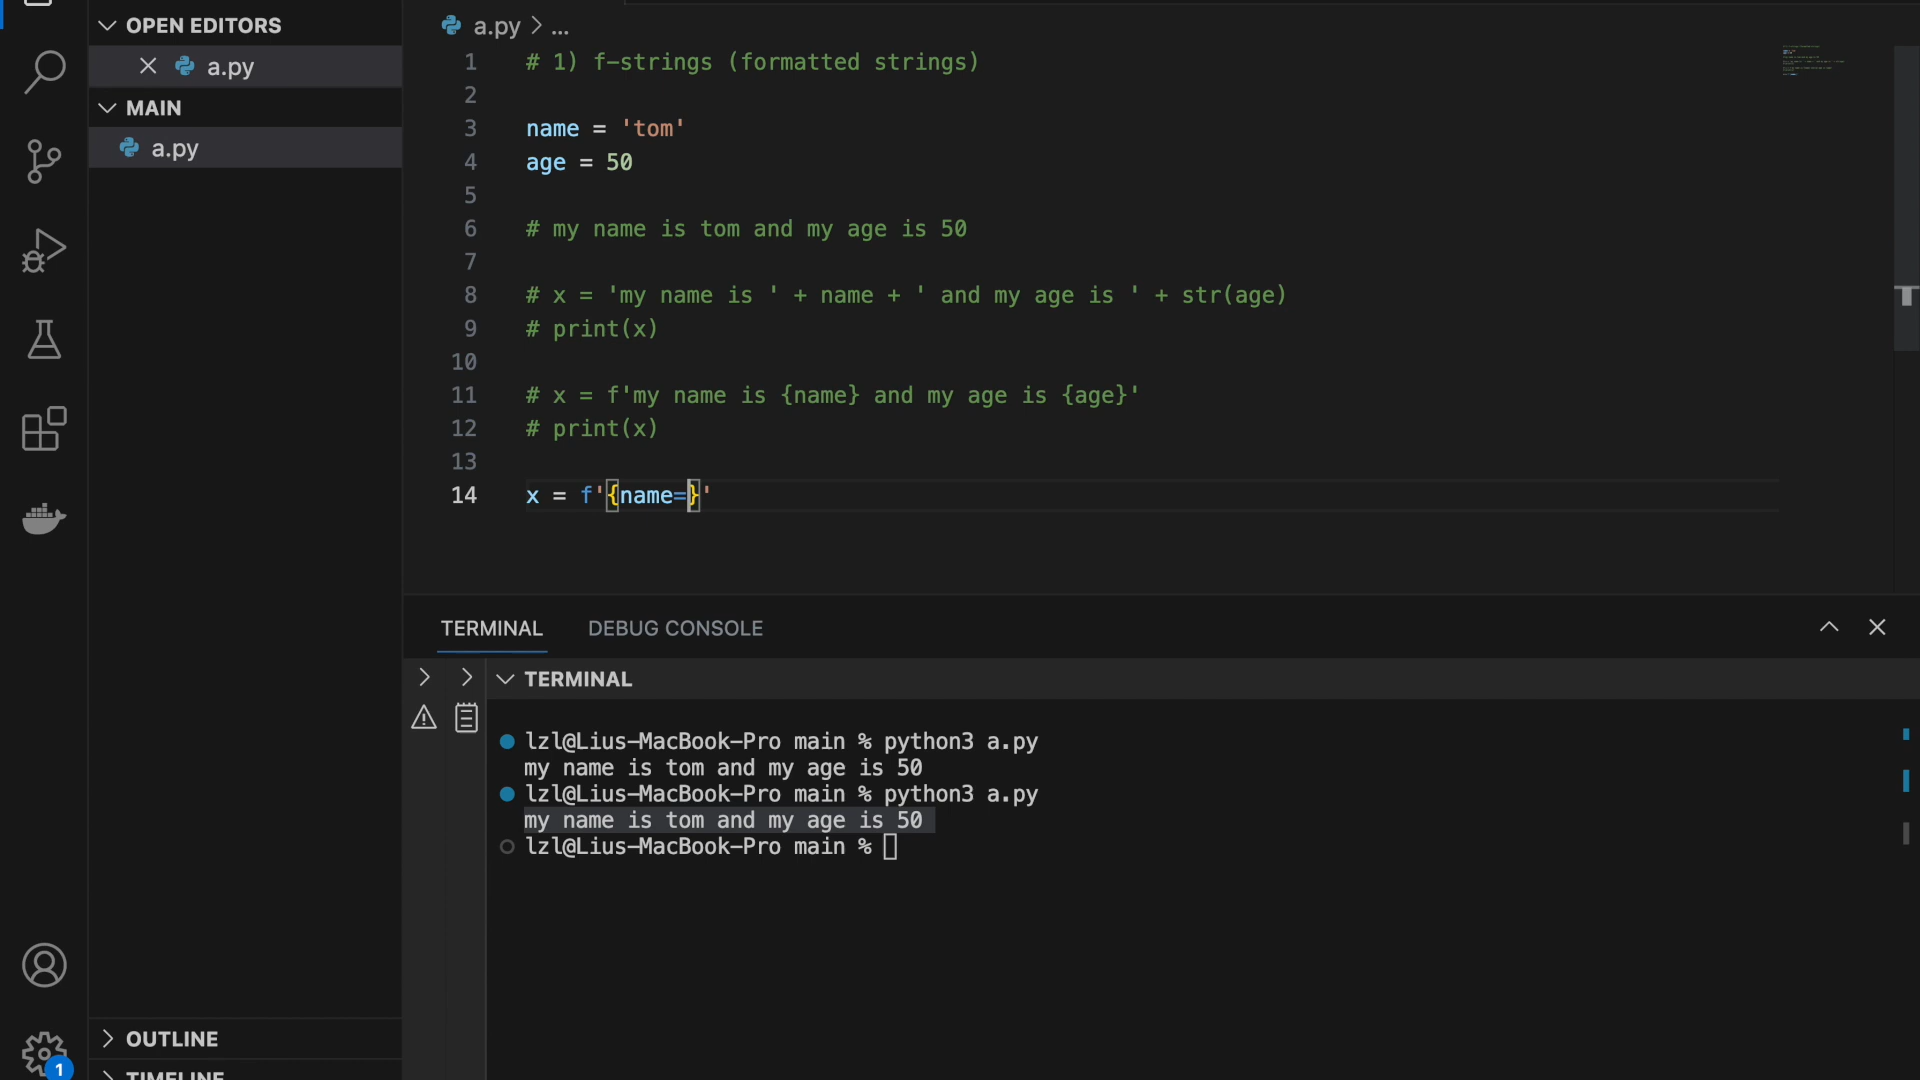 OPEN EDITORS
a.py
MAIN
a.py
OUTLINE
TIMELINE
1
a.py > ...
1 # 1) f-strings (formatted strings)
2
3 name = 'tom'
4 age = 50
5
6 # my name is tom and my age is 50
7
8 # x = 'my name is ' + name + ' and my age is ' + str(age)
9 # print(x)
10
11 # x = f'my name is {name} and my age is {age}'
12 # print(x)
13
14 x = f'{name=}'
TERMINAL DEBUG CONSOLE
TERMINAL
lzl@Lius-MacBook-Pro main % python3 a.py
my name is tom and my age is 50
lzl@Lius-MacBook-Pro main % python3 a.py
my name is tom and my age is 50
lzl@Lius-MacBook-Pro main %